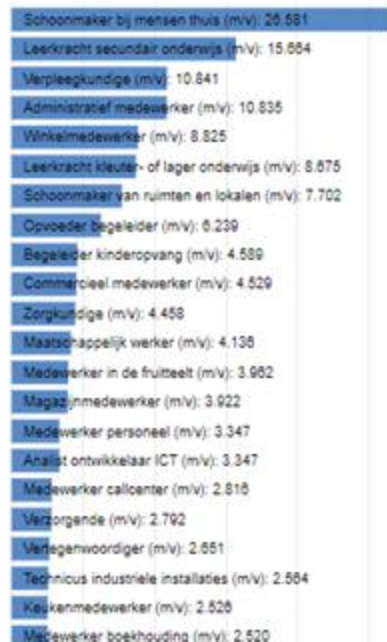 Schoonmaker bij mensen thuis (m/v): 26.581
Leerkracht secundair onderwijs (m/v): 15.664
Verpleegkundige (m/v): 10.841
Administratief medewerker (m/v): 10.835
Winkelmedewerker (m/v): 8.825
Leerkracht kleuter- of lager onderwijs (m/v): 8.675
Schoonmaker van ruimten en lokalen (m/v): 7.702
Opvoeder begeleider (m/v): 6.239
Begeleider kinderopvang (m/v): 4.589
Commercieel medewerker (m/v): 4.529
Zorgkundige (m/v): 4.458
Maatschappelijk werker (m/v): 4.136
Medewerker in de fruitteelt (m/v): 3.962
Magazijnmedewerker (m/v): 3.922
Medewerker personeel (m/v): 3.347
Analist ontwikkelaar ICT (m/v): 3.347
Medewerker callcenter (m/v): 2.816
Verzorgende (m/v): 2.792
Vertegenwoordiger (m/v): 2.651
Technicus industriele installaties (m/v): 2.564
Keukenmedewerker (m/v): 2.526
Medewerker boekhouding (m/v): 2.520